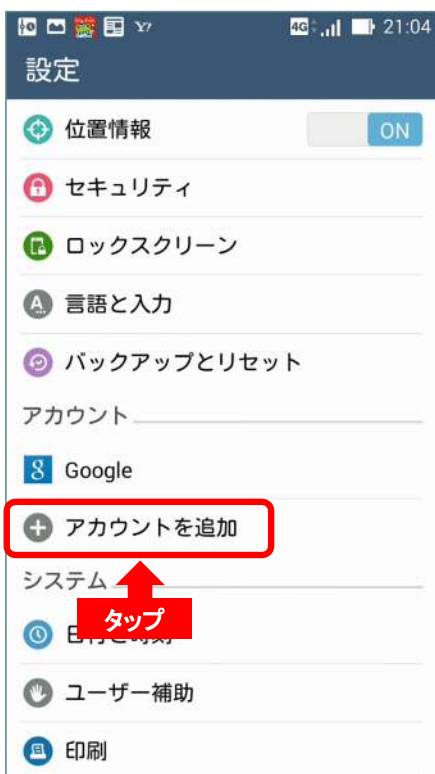 4G 21:04
設定
位置情報 ON
セキュリティ
ロックスクリーン
言語と入力
バックアップとリセット
アカウント
Google
アカウントを追加
システム
タップ
ユーザー補助
印刷